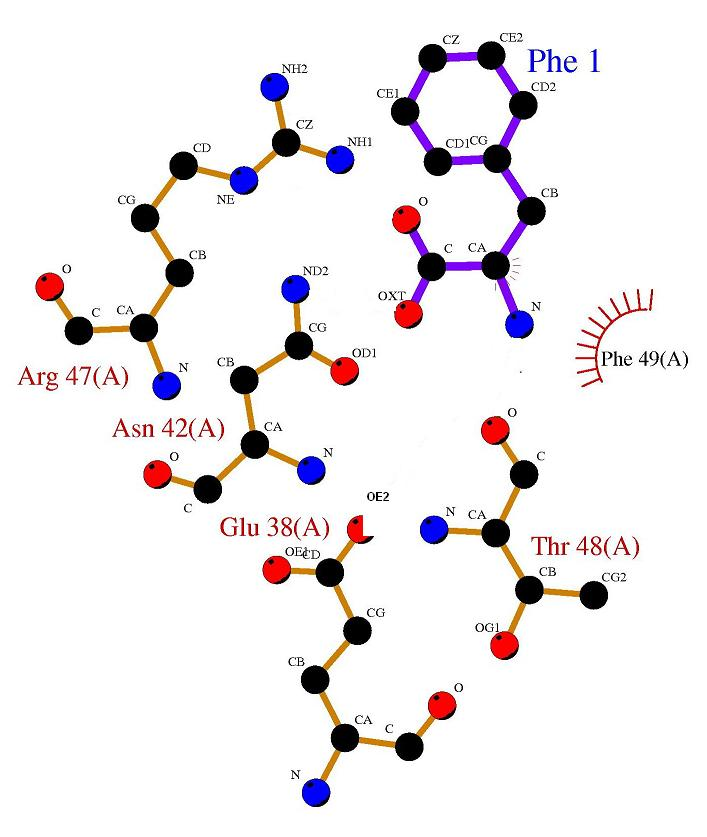 CZ
CE2
Phe 1
NH2
CE1
CD2
CZ
NH1
CD1
CG
CD
NE
CG
CB
O
CB
C
CA
O
ND2
OXT
N
C
CA
CG
Phe 49(A)
OD1
CB
N
Arg 47(A)
Asn 42(A)
CA
O
O
N
C
C
OE2
N
CA
Glu 38(A)
Thr 48(A)
OE1
CD
CB
CG2
CG
OG1
CB
O
CA
C
N